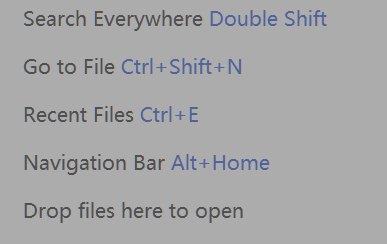 Search Everywhere Double Shift
Go to File Ctrl+Shift+N
Recent Files Ctrl+E
Navigation Bar Alt+Home
Drop files here to open